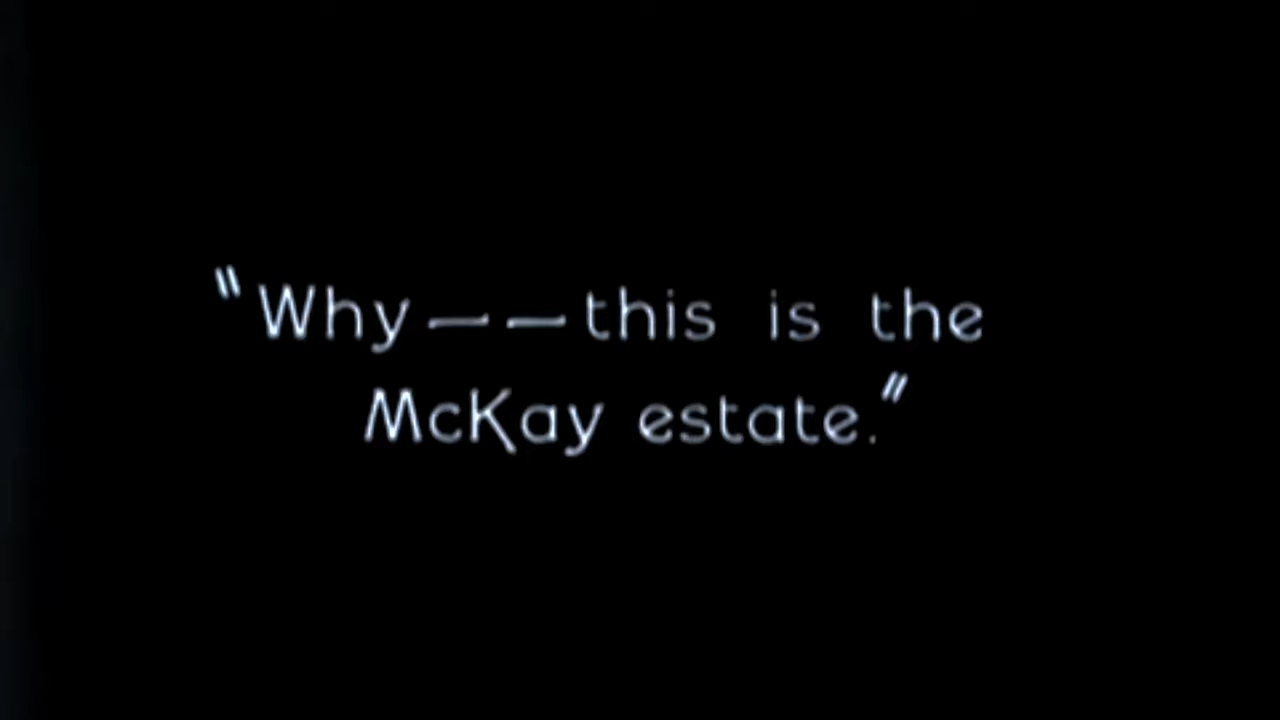 "Why — — this is the
McKay estate."